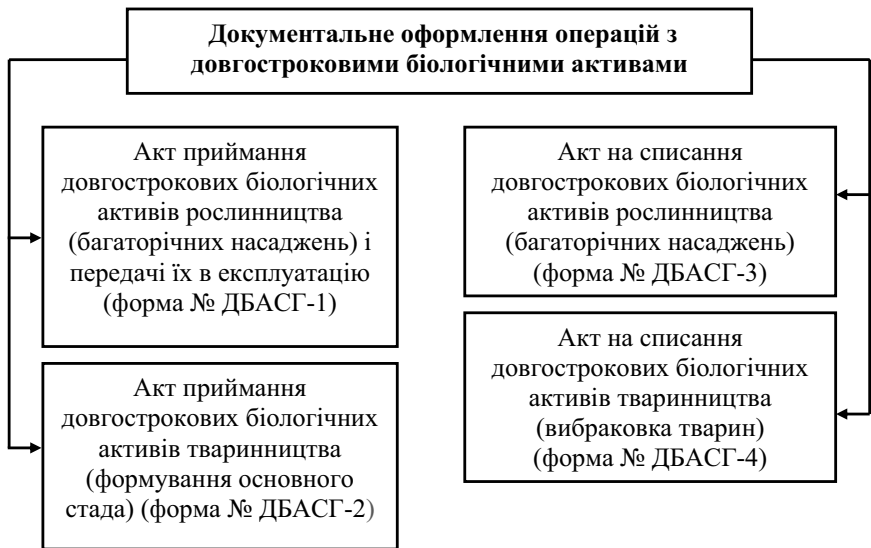 Документальне оформлення операцій з
довгостроковими біологічними активами
Акт приймання
довгострокових біологічних
активів рослинництва
(багаторічних насаджень) і
передачі їх в експлуатацію
(форма № ДБАСГ-1)
Акт приймання
довгострокових біологічних
активів тваринництва
(формування основного
стада) (форма № ДБАСГ-2)
Акт на списання
довгострокових біологічних
активів рослинництва
(багаторічних насаджень)
(форма № ДБАСГ-3)
Акт на списання
довгострокових біологічних
активів тваринництва
(вибраковка тварин)
(форма № ДБАСГ-4)